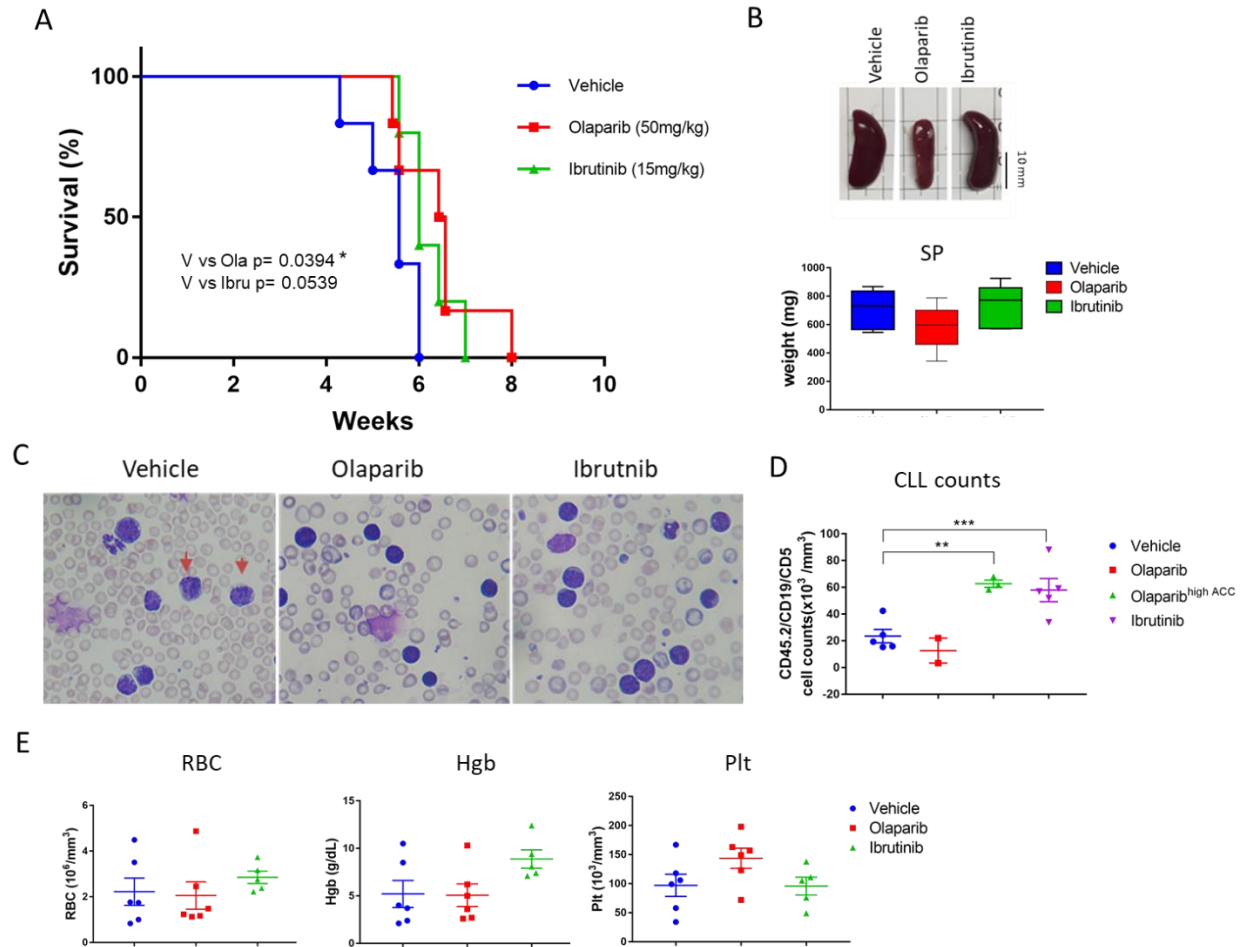 A
100
50
0
Survival (%)
0 2 4 6 8 10
Weeks
Vehicle
Olaparib (50mg/kg)
Ibrutinib (15mg/kg)
V vs Ola p= 0.0394 *
V vs Ibru p= 0.0539
B
Vehicle
Olaparib
Ibrutinib
10 mm
SP
1000
800
600
400
200
0
weight (mg)
Vehicle
Olaparib
Ibrutinib
C
Vehicle Olaparib Ibrutnib
D
CLL counts
100
80
60
40
20
0
-20
CD45.2/CD19/CD5
cell counts(x10³ /mm³)
***
**
Vehicle
Olaparib
Olaparib^high ACC
Ibrutinib
E
RBC
6
4
2
0
RBC (10⁶/mm³)
Hgb
15
10
5
0
Hgb (g/dL)
Plt
250
200
150
100
50
0
Plt (10³/mm³)
Vehicle
Olaparib
Ibrutinib